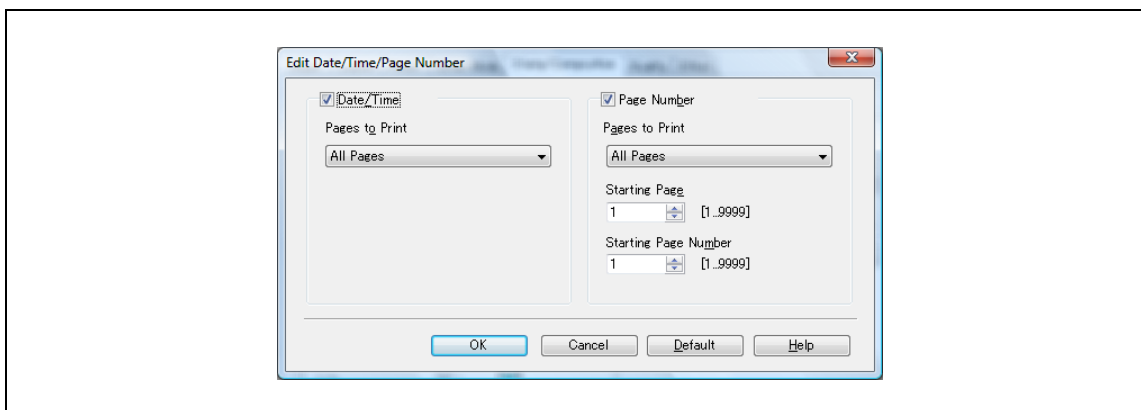 Edit Date/Time/Page Number
Date/Time
Pages to Print
All Pages
Page Number
Pages to Print
All Pages
Starting Page
1 [1..9999]
Starting Page Number
1 [1..9999]
OK Cancel Default Help